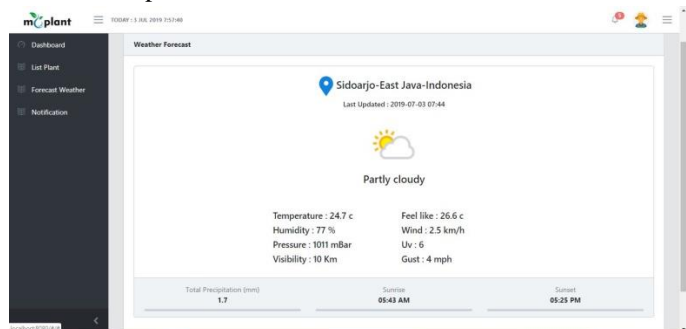 mcplant
TODAY : 3 JUL 2019 7:57:40
Dashboard
List Plant
Forecast Weather
Notification
Weather Forecast
Sidoarjo-East Java-Indonesia
Last Updated : 2019-07-03 07:44
Partly cloudy
Temperature : 24.7 c
Feel like : 26.6 c
Humidity : 77 %
Wind : 2.5 km/h
Pressure : 1011 mBar
Uv : 6
Visibility : 10 Km
Gust : 4 mph
Total Precipitation (mm)
Sunrise
Sunset
1.7
05:43 AM
05:25 PM